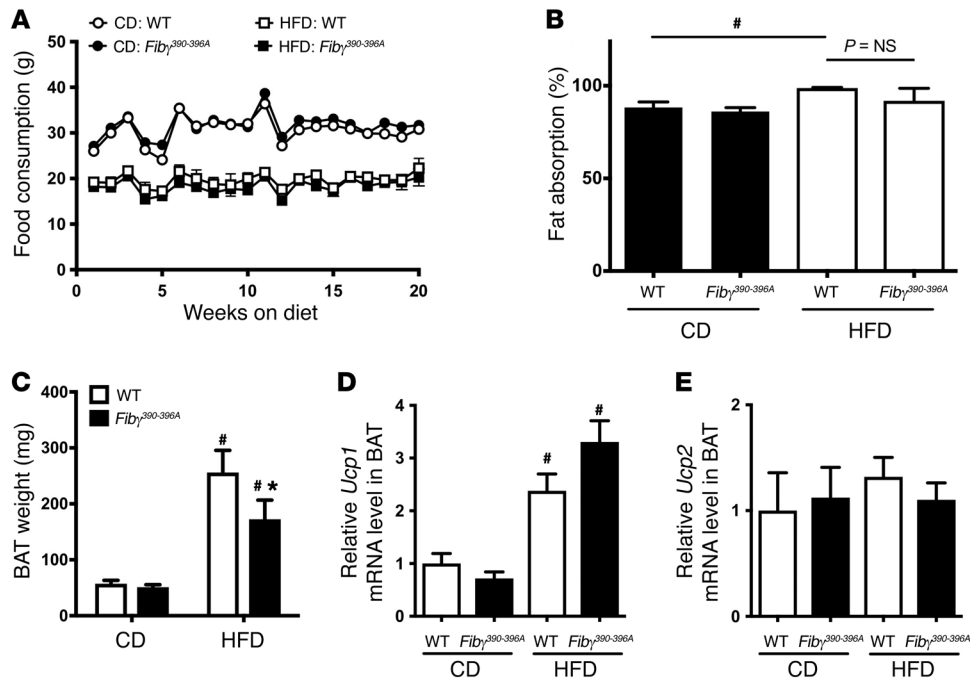 A
CD: WT
HFD: WT
CD: Fibγ390-396A
HFD: Fibγ390-396A
Food consumption (g)
50
40
30
20
10
0
0 5 10 15 20
Weeks on diet
B
#
P = NS
Fat absorption (%)
100
50
0
WT Fibγ390-396A WT Fibγ390-396A
CD HFD
C
WT
Fibγ390-396A
BAT weight (mg)
400
300
200
100
0
#
# *
CD HFD
D
Relative Ucp1
mRNA level in BAT
4
3
2
1
0
#
#
WT Fibγ390-396A WT Fibγ390-396A
CD HFD
E
Relative Ucp2
mRNA level in BAT
2
1
0
WT Fibγ390-396A WT Fibγ390-396A
CD HFD